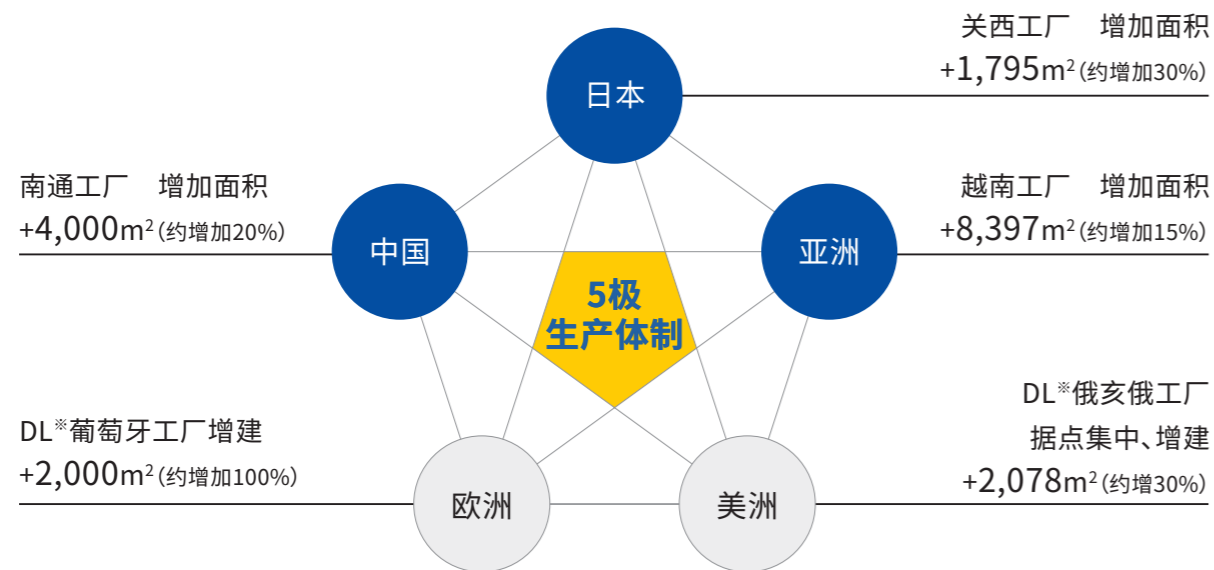 关西工厂　增加面积
+1,795m²(约增加30%)
日本
南通工厂　增加面积
+4,000m²(约增加20%)
中国
越南工厂　增加面积
+8,397m²(约增加15%)
亚洲
5极
生产体制
DL※葡萄牙工厂增建
+2,000m²(约增加100%)
欧洲
DL※俄亥俄工厂
据点集中、增建
+2,078m²(约增30%)
美洲